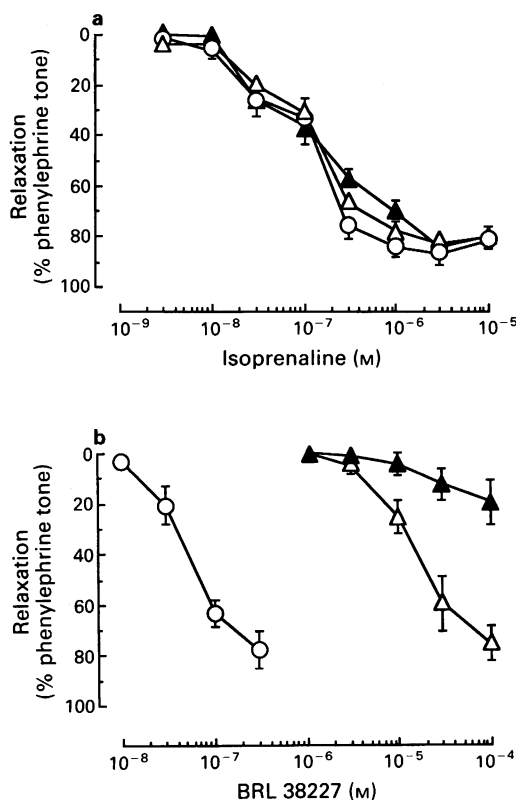 a
Relaxation
(% phenylephrine tone)
0
20
40
60
80
100
10⁻⁹ 10⁻⁸ 10⁻⁷ 10⁻⁶ 10⁻⁵
Isoprenaline (M)
b
Relaxation
(% phenylephrine tone)
0
20
40
60
80
100
10⁻⁸ 10⁻⁷ 10⁻⁶ 10⁻⁵ 10⁻⁴
BRL 38227 (M)